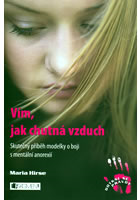 Vím,
jak chutná vzduch
Skutečný příběh modelky o boji
s mentální anorexií
Maria Hirse